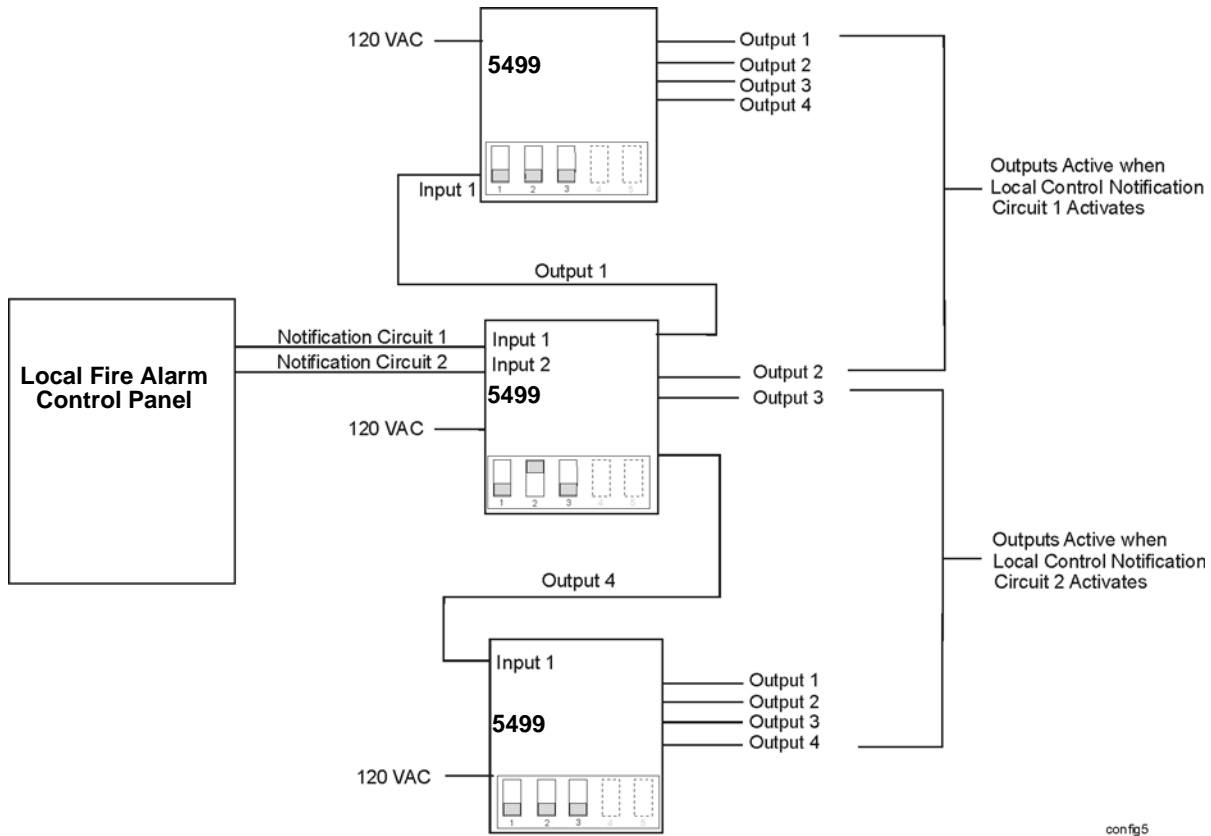 120 VAC
5499
Output 1
Output 2
Output 3
Output 4
1 2 3 4 5
Input 1
Outputs Active when
Local Control Notification
Circuit 1 Activates
Output 1
Local Fire Alarm
Control Panel
Notification Circuit 1
Notification Circuit 2
Input 1
Input 2
5499
120 VAC
Output 2
Output 3
1 2 3 4 5
Outputs Active when
Local Control Notification
Circuit 2 Activates
Output 4
Input 1
5499
Output 1
Output 2
Output 3
Output 4
120 VAC
1 2 3 4 5
config5